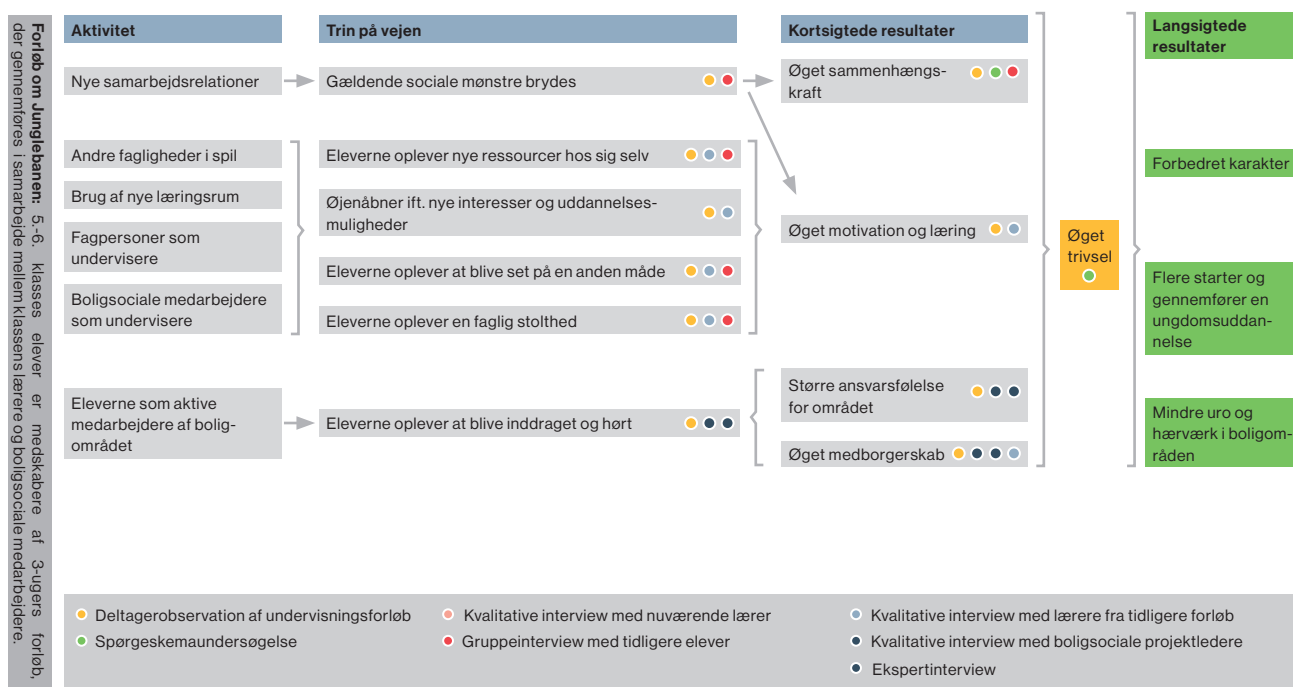 Forløb om Junglebanen: 5.-6. klasses elever er medskabere af 3-ugers forløb,
der gennemføres i samarbejde mellem klassens lærere og boligsociale medarbejdere.
Aktivitet
Trin på vejen
Kortsigtede resultater
Langsigtede
resultater
Nye samarbejdsrelationer
Gældende sociale mønstre brydes
Øget sammenhængs-
kraft
Andre fagligheder i spil
Brug af nye læringsrum
Fagpersoner som
undervisere
Boligsociale medarbejdere
som undervisere
Eleverne oplever nye ressourcer hos sig selv
Øjenåbner ift. nye interesser og uddannelses-
muligheder
Eleverne oplever at blive set på en anden måde
Eleverne oplever en faglig stolthed
Øget motivation og læring
Eleverne som aktive
medarbejdere af bolig-
området
Eleverne oplever at blive inddraget og hørt
Større ansvarsfølelse
for området
Øget medborgerskab
Øget
trivsel
Forbedret karakter
Flere starter og
gennemfører en
ungdomsuddan-
nelse
Mindre uro og
hærværk i boligom-
råden
Deltagerobservation af undervisningsforløb
Spørgeskemaundersøgelse
Kvalitative interview med nuværende lærer
Gruppeinterview med tidligere elever
Kvalitative interview med lærere fra tidligere forløb
Kvalitative interview med boligsociale projektledere
Ekspertinterview